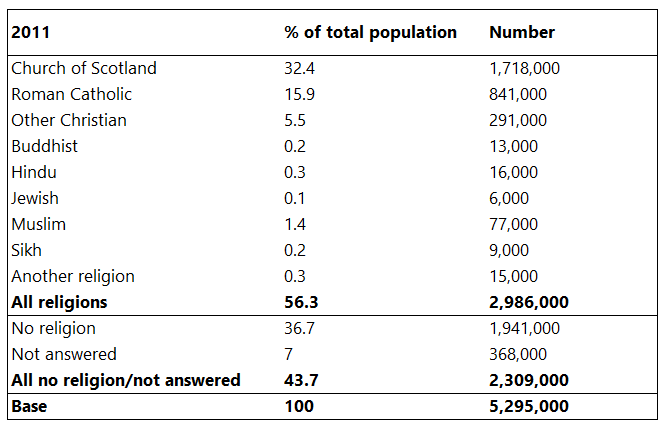 2011 % of total population Number
Church of Scotland 32.4 1,718,000
Roman Catholic 15.9 841,000
Other Christian 5.5 291,000
Buddhist 0.2 13,000
Hindu 0.3 16,000
Jewish 0.1 6,000
Muslim 1.4 77,000
Sikh 0.2 9,000
Another religion 0.3 15,000
All religions 56.3 2,986,000
No religion 36.7 1,941,000
Not answered 7 368,000
All no religion/not answered 43.7 2,309,000
Base 100 5,295,000